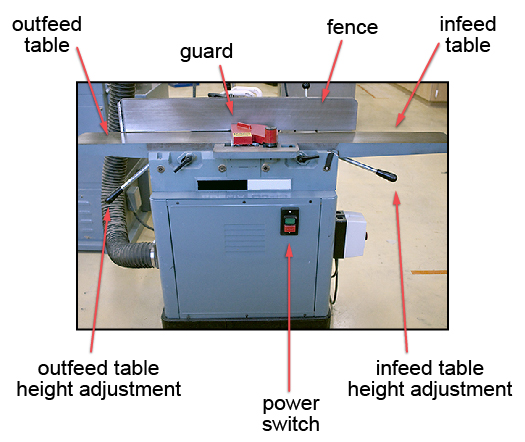 outfeed
table
guard
fence
infeed
table
outfeed table
height adjustment
power
switch
infeed table
height adjustment